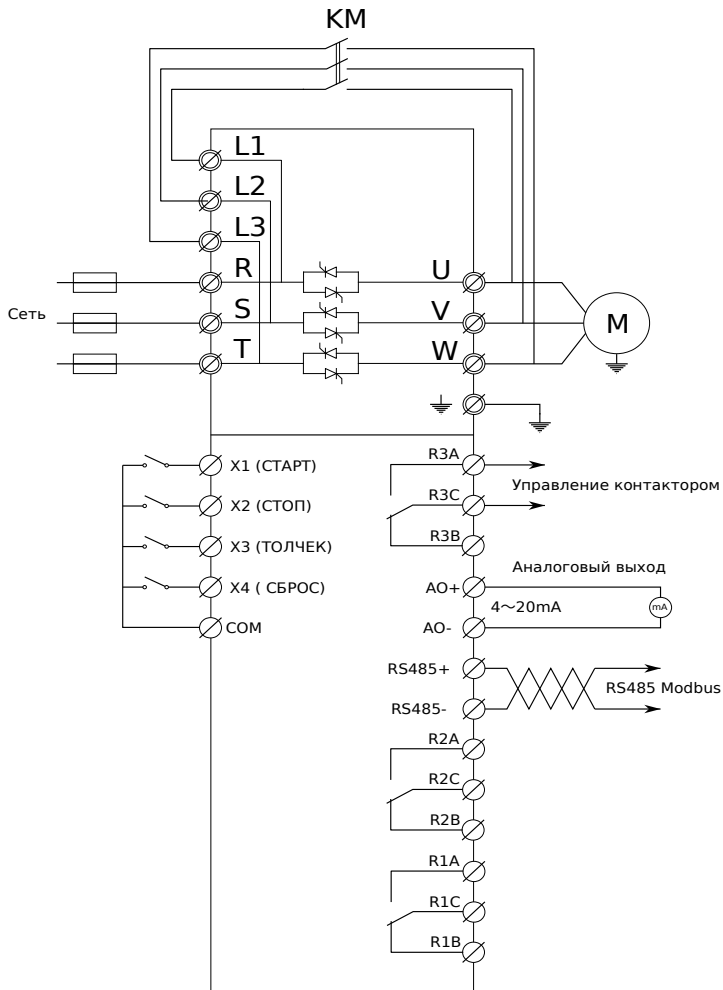 KM
L1
L2
L3
R
U
Сеть
S
V
M
T
W
X1 (СТАРТ)
R3A
Управление контактором
X2 (СТОП)
R3C
X3 (ТОЛЧЕК)
R3B
Аналоговый выход
X4 ( СБРОС)
AO+
4～20mA
mA
COM
AO-
RS485+
RS485 Modbus
RS485-
R2A
R2C
R2B
R1A
R1C
R1B